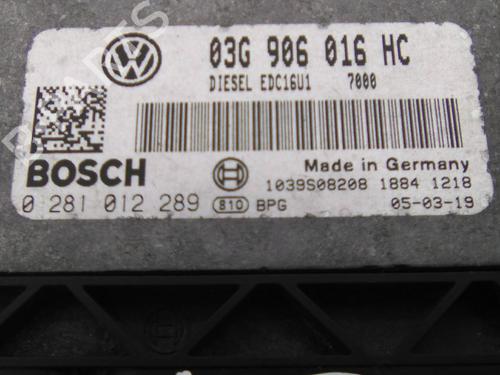 03G 906 016 HC
DIESEL EDC16U1 7000
BOSCH
Made in Germany
1039S08208 1884 1218
0 281 012 289 810 BPG 05-03-19